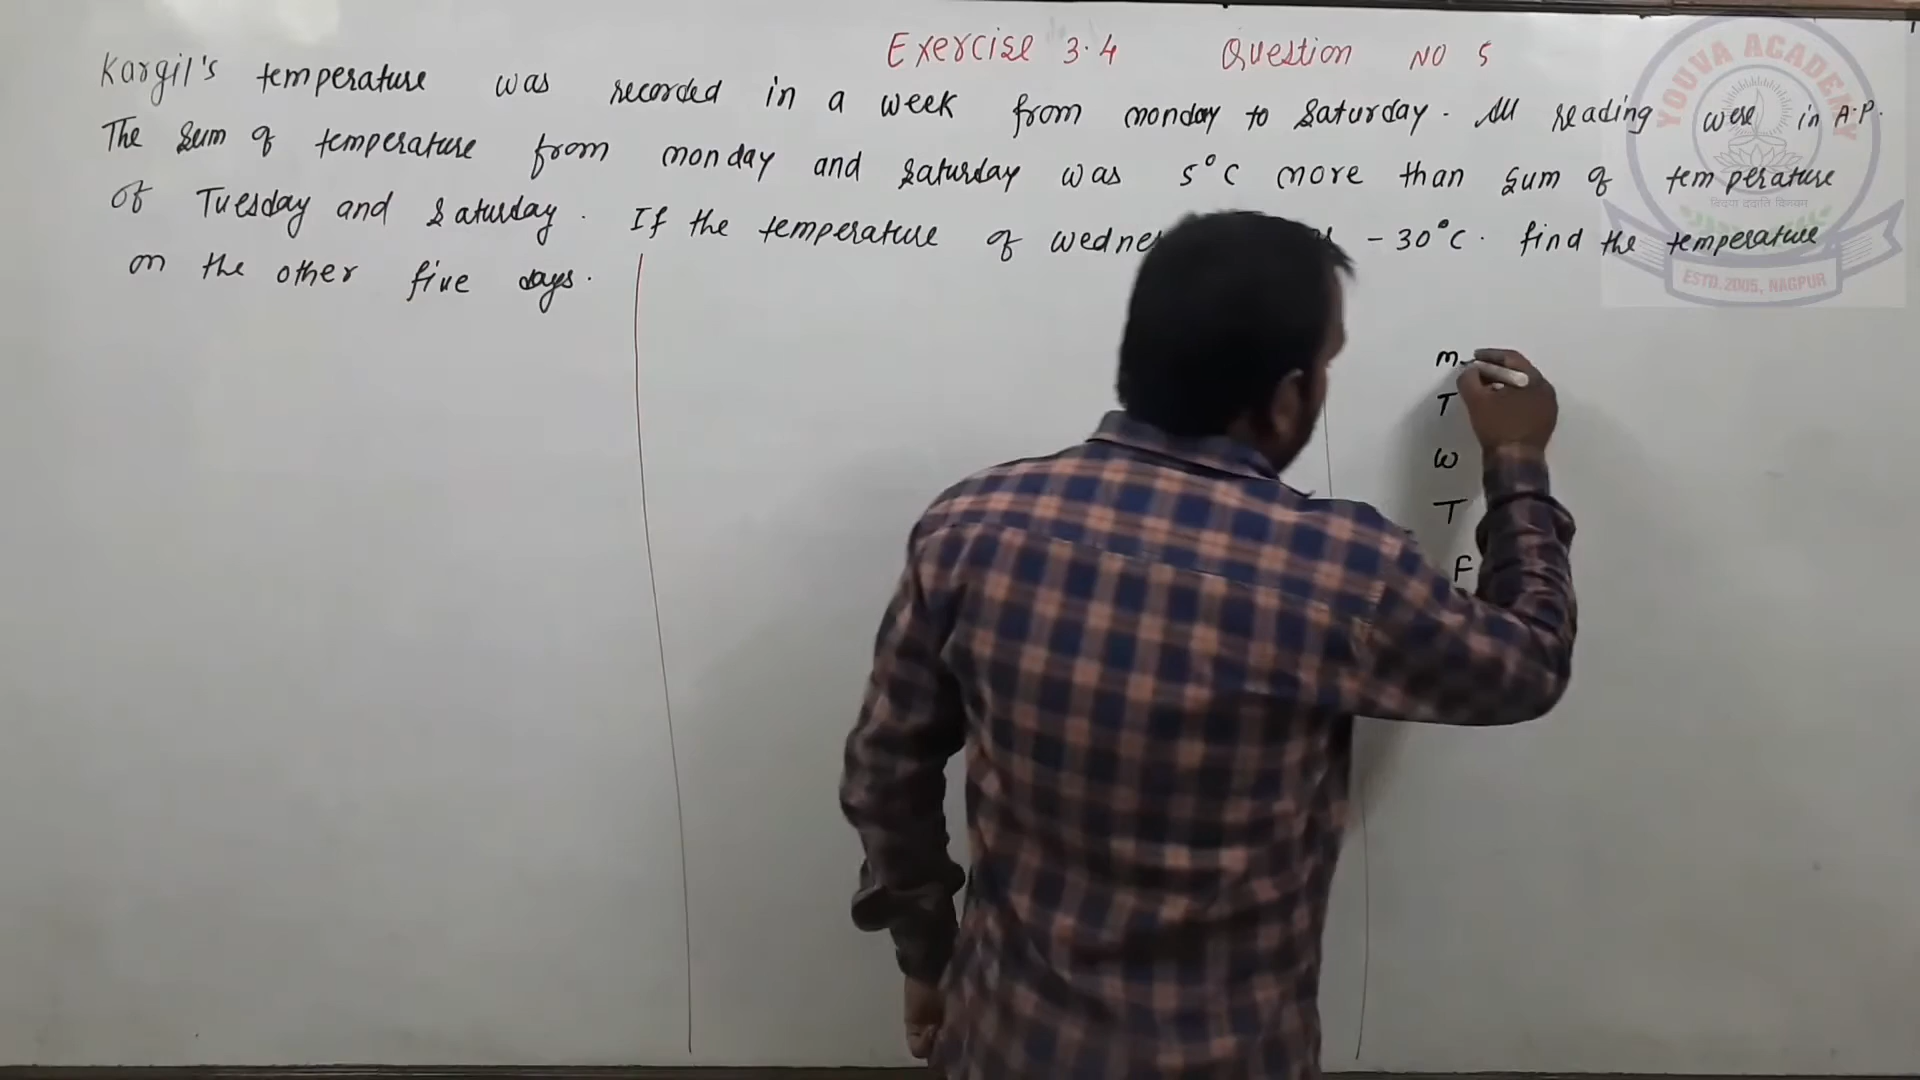 Exercise 3.4 Question NO 5
Kargil's temperature was recorded in a week from monday to Saturday. All reading were in A.P.
The Sum of temperature from monday and Saturday was 5°C more than sum of temperature
of Tuesday and Saturday. If the temperature of wednes - 30°C. find the temperature
on the other five days.
M
T
W
T
F
YOUVA ACADEMY
विद्या ददाति विनयम
ESTD. 2005, NAGPUR